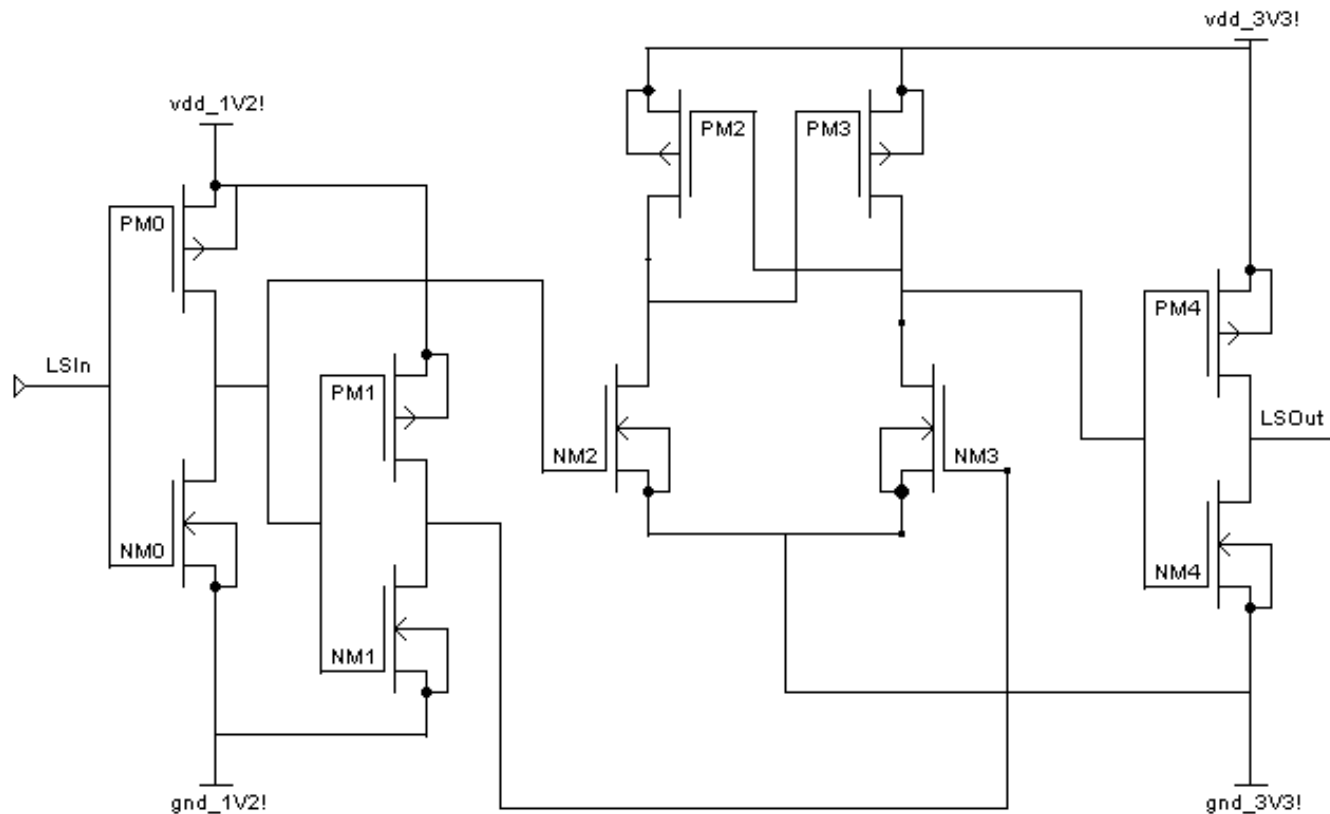 vdd_3V3!
vdd_1V2!
PM2
PM3
PM0
PM4
LSIn
PM1
LSOut
NM2
NM3
NM0
NM4
NM1
gnd_1V2!
gnd_3V3!